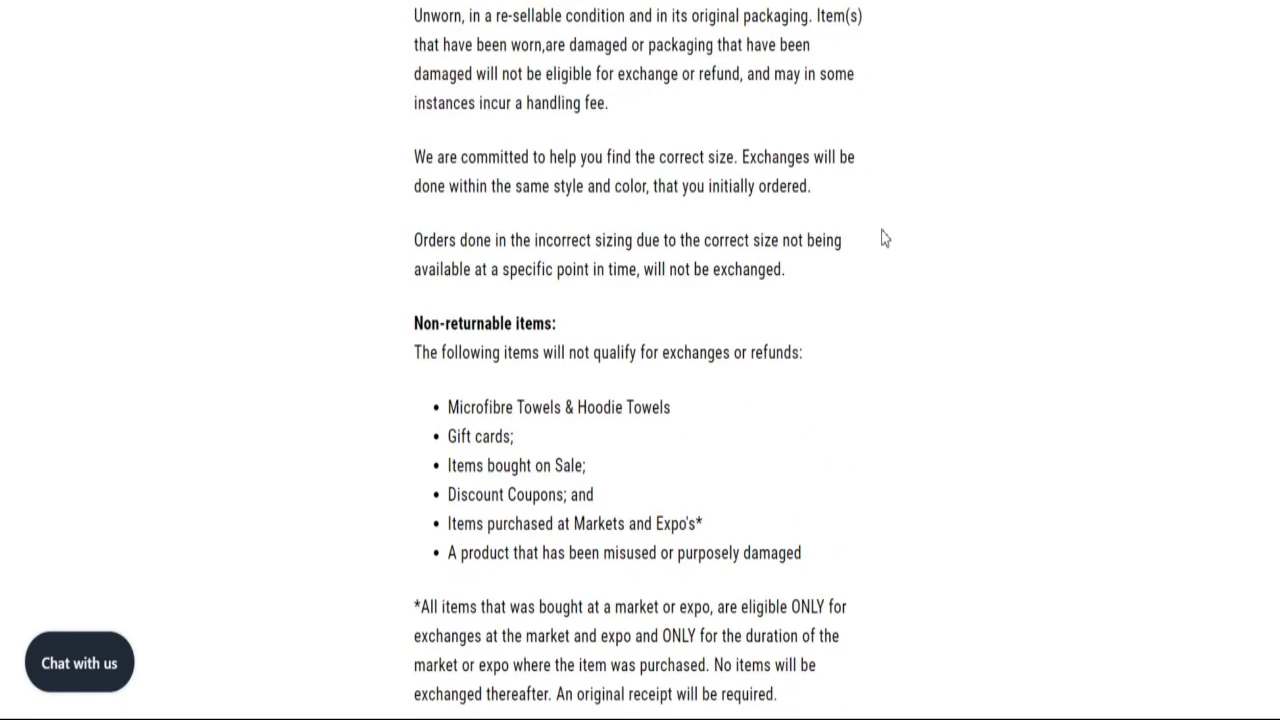 Unworn, in a re-sellable condition and in its original packaging. Item(s)
that have been worn,are damaged or packaging that have been
damaged will not be eligible for exchange or refund, and may in some
instances incur a handling fee.
We are committed to help you find the correct size. Exchanges will be
done within the same style and color, that you initially ordered.
Orders done in the incorrect sizing due to the correct size not being
available at a specific point in time, will not be exchanged.
Non-returnable items:
The following items will not qualify for exchanges or refunds:
• Microfibre Towels & Hoodie Towels
• Gift cards;
• Items bought on Sale;
• Discount Coupons; and
• Items purchased at Markets and Expo's*
• A product that has been misused or purposely damaged
*All items that was bought at a market or expo, are eligible ONLY for
exchanges at the market and expo and ONLY for the duration of the
market or expo where the item was purchased. No items will be
exchanged thereafter. An original receipt will be required.
Chat with us